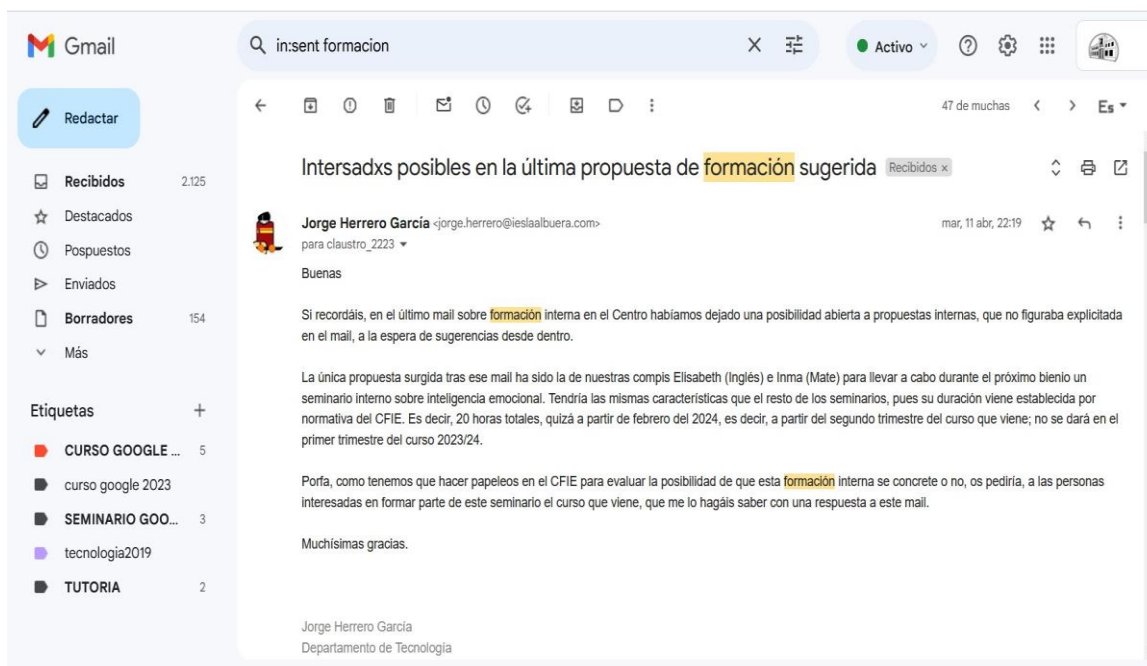 Gmail
in:sent formacion
Activo
Redactar
47 de muchas
Es
Recibidos 2.125
Destacados
Pospuestos
Enviados
Borradores 154
Más
Etiquetas
CURSO GOOGLE ... 5
curso google 2023
SEMINARIO GOO... 3
tecnologia2019
TUTORIA 2
Intersadxs posibles en la última propuesta de formación sugerida Recibidos x
Jorge Herrero García <jorge.herrero@ieslaalbuera.com> mar, 11 abr, 22:19
para claustro_2223
Buenas
Si recordáis, en el último mail sobre formación interna en el Centro habíamos dejado una posibilidad abierta a propuestas internas, que no figuraba explicitada
en el mail, a la espera de sugerencias desde dentro.
La única propuesta surgida tras ese mail ha sido la de nuestras compis Elisabeth (Inglés) e Inma (Mate) para llevar a cabo durante el próximo bienio un
seminario interno sobre inteligencia emocional. Tendría las mismas características que el resto de los seminarios, pues su duración viene establecida por
normativa del CFIE. Es decir, 20 horas totales, quizá a partir de febrero del 2024, es decir, a partir del segundo trimestre del curso que viene; no se dará en el
primer trimestre del curso 2023/24.
Porfa, como tenemos que hacer papeleos en el CFIE para evaluar la posibilidad de que esta formación interna se concrete o no, os pediría, a las personas
interesadas en formar parte de este seminario el curso que viene, que me lo hagáis saber con una respuesta a este mail.
Muchísimas gracias.
Jorge Herrero García
Departamento de Tecnología